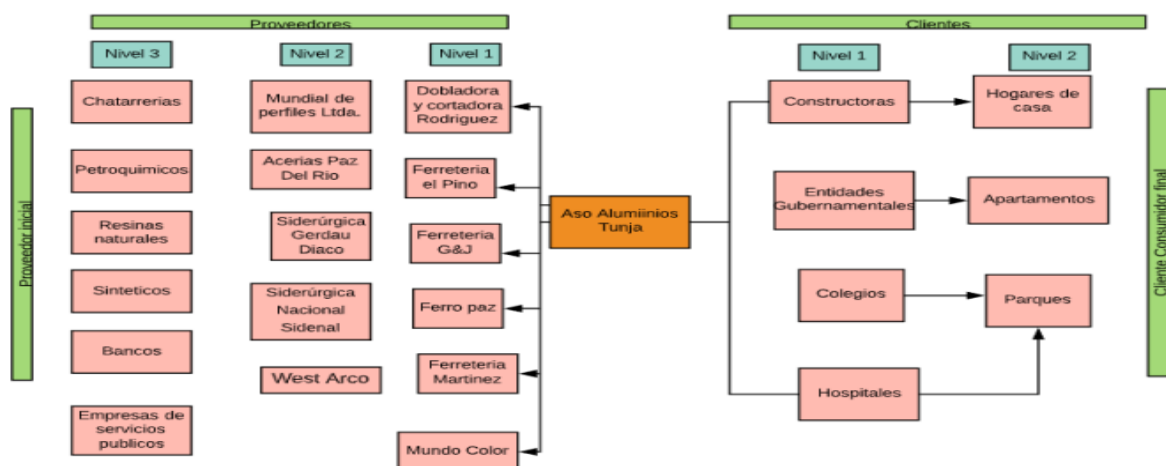 Proveedores
Clientes
Nivel 3
Nivel 2
Nivel 1
Nivel 1
Nivel 2
Proveedor inicial
Chatarrerias
Petroquimicos
Resinas
naturales
Sinteticos
Bancos
Empresas de
servicios
publicos
Mundial de
perfiles Ltda.
Acerias Paz
Del Rio
Siderúrgica
Gerdau
Diaco
Siderúrgica
Nacional
Sidenal
West Arco
Dobladora
y cortadora
Rodriguez
Ferreteria
el Pino
Ferreteria
G&J
Ferro paz
Ferreteria
Martinez
Mundo Color
Aso Alumiinios
Tunja
Constructoras
Entidades
Gubernamentales
Colegios
Hospitales
Hogares de
casa
Apartamentos
Parques
Cliente Consumidor final